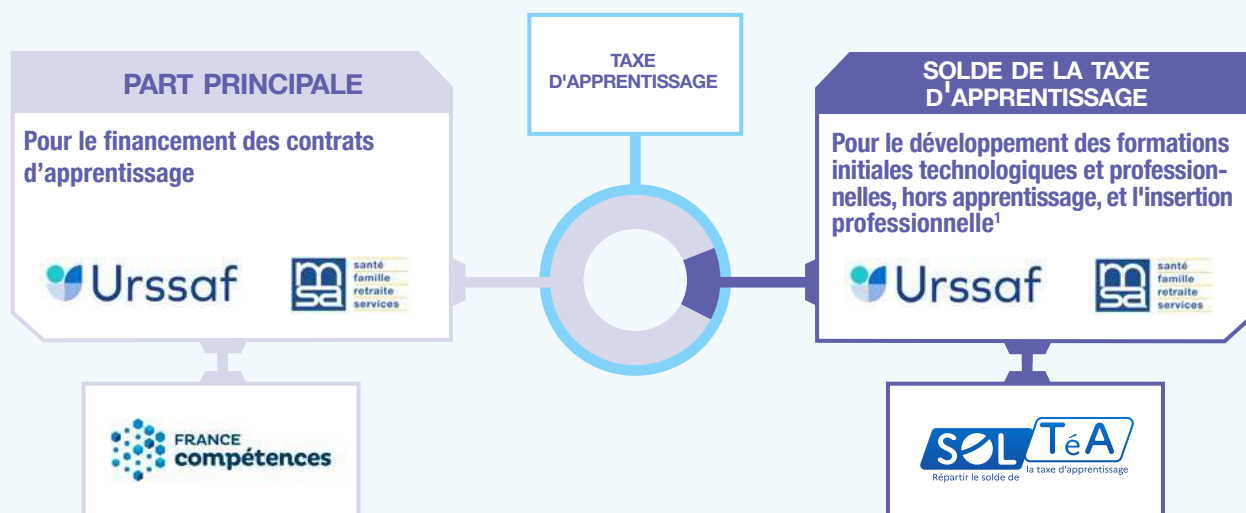 TAXE
D'APPRENTISSAGE
PART PRINCIPALE
Pour le financement des contrats
d'apprentissage
Urssaf
msa
santé
famille
retraite
services
SOLDE DE LA TAXE
D'APPRENTISSAGE
Pour le développement des formations
initiales technologiques et profession-
nelles, hors apprentissage, et l'insertion
professionnelle¹
Urssaf
msa
santé
famille
retraite
services
FRANCE
compétences
SOLTéA
Répartir le solde de la taxe d'apprentissage